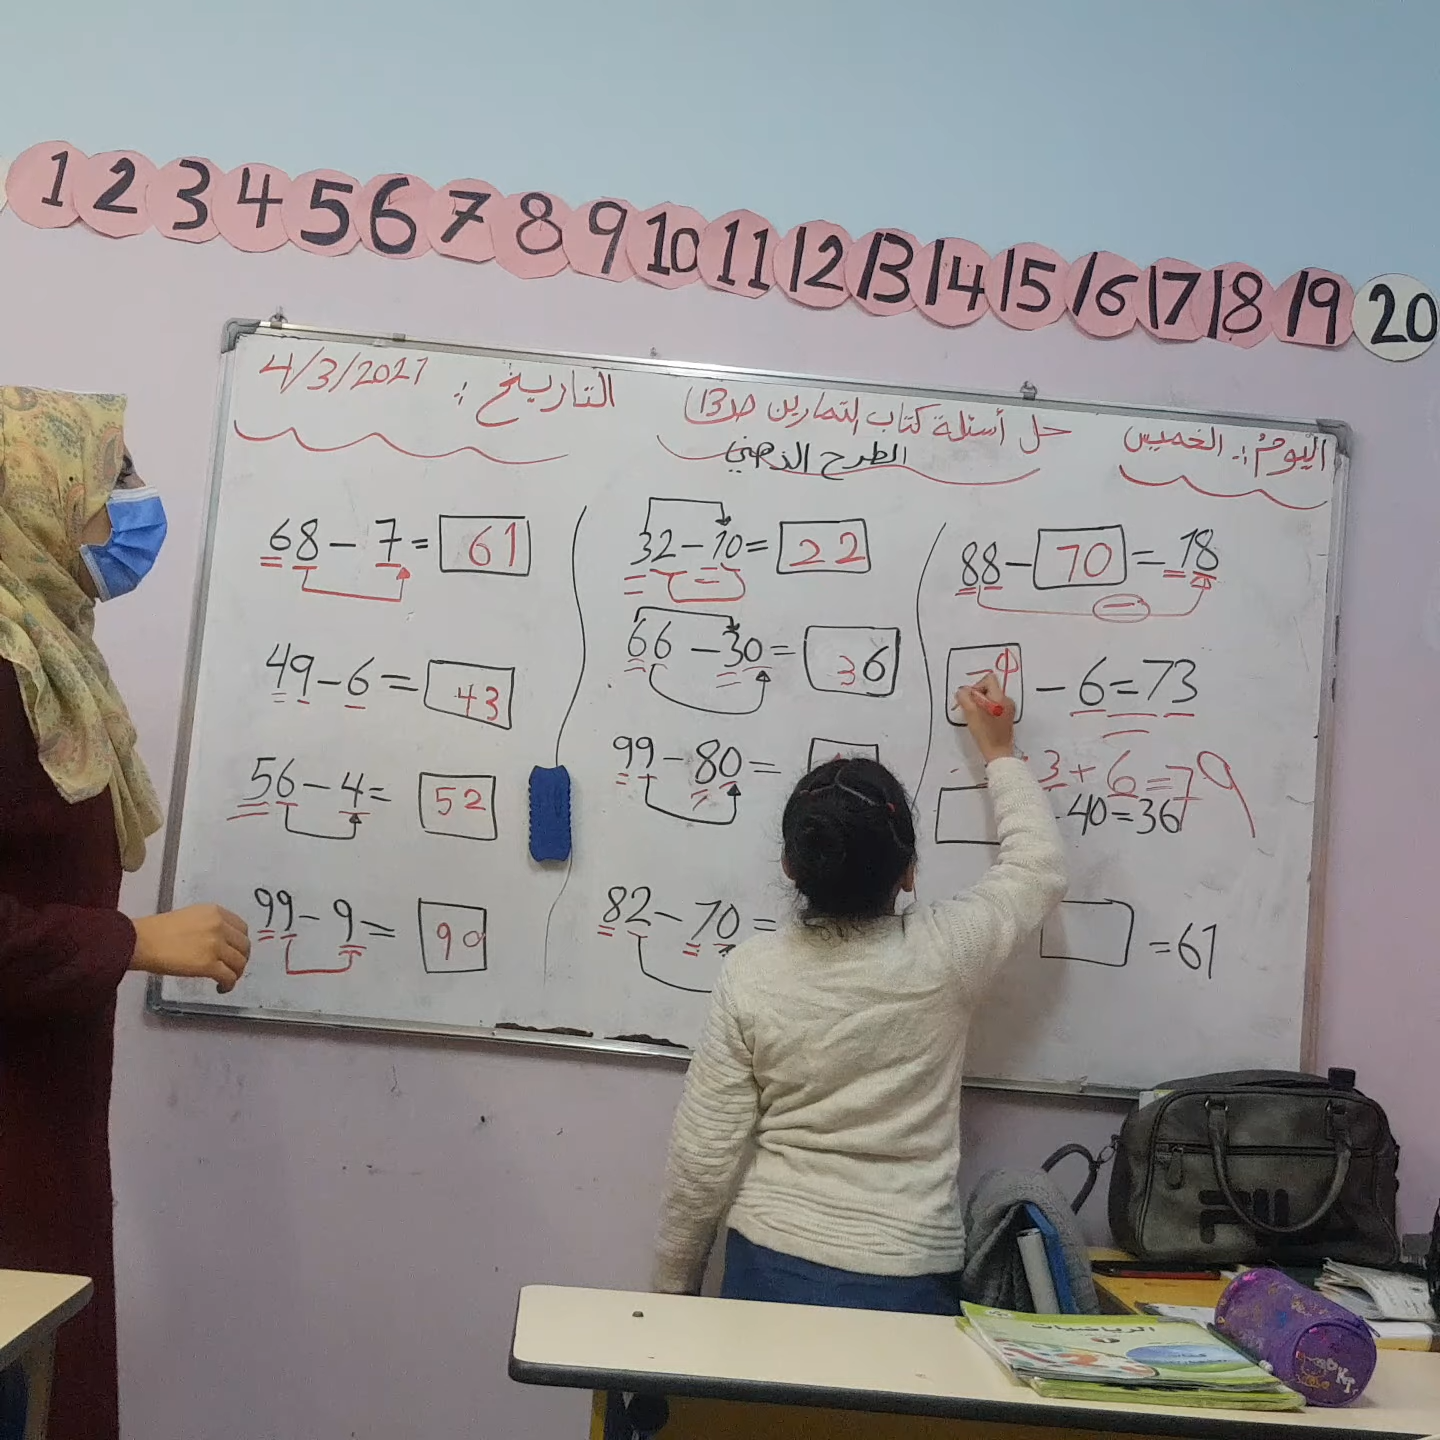 1 2 3 4 5 6 7 8 9 10 11 12 13 14 15 16 17 18 19 20
اليوم :. الخميس
حل أسئلة كتاب التمارين ص13
التاريخ :. 4/3/2021
الطرح الذهني
68 - 7 = 61
49 - 6 = 43
56 - 4 = 52
99 - 9 = 90
32 - 10 = 22
66 - 30 = 36
99 - 80 =
82 - 70 =
88 - 70 = 18
79 - 6 = 73
3 + 6 = 79
40 = 36
= 61
الرياضيات